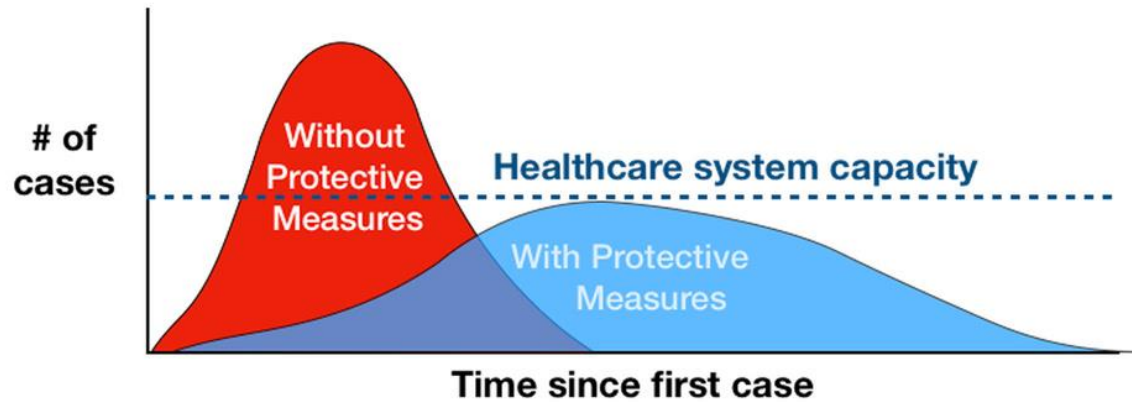 # of
cases
Without
Protective
Measures
Healthcare system capacity
With Protective
Measures
Time since first case